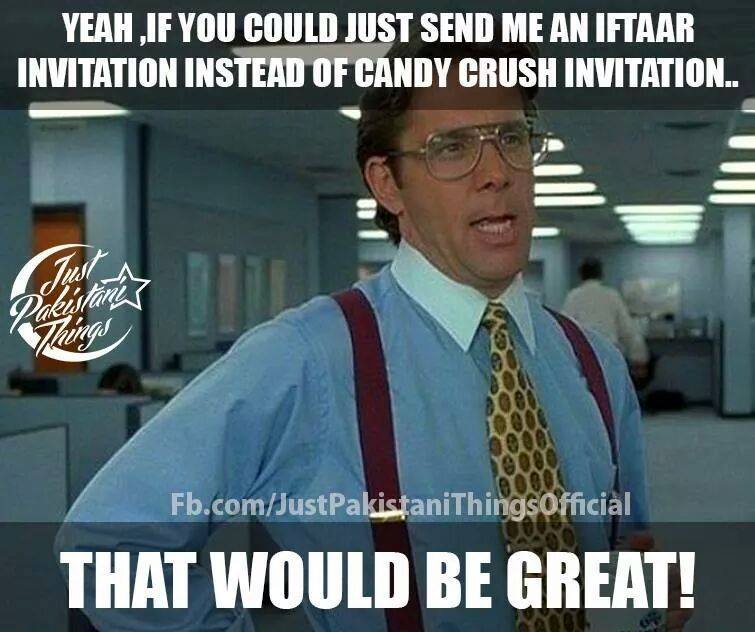 YEAH ,IF YOU COULD JUST SEND ME AN IFTAAR
INVITATION INSTEAD OF CANDY CRUSH INVITATION..
Just
Pakistani
Things
Fb.com/JustPakistaniThingsOfficial
THAT WOULD BE GREAT!